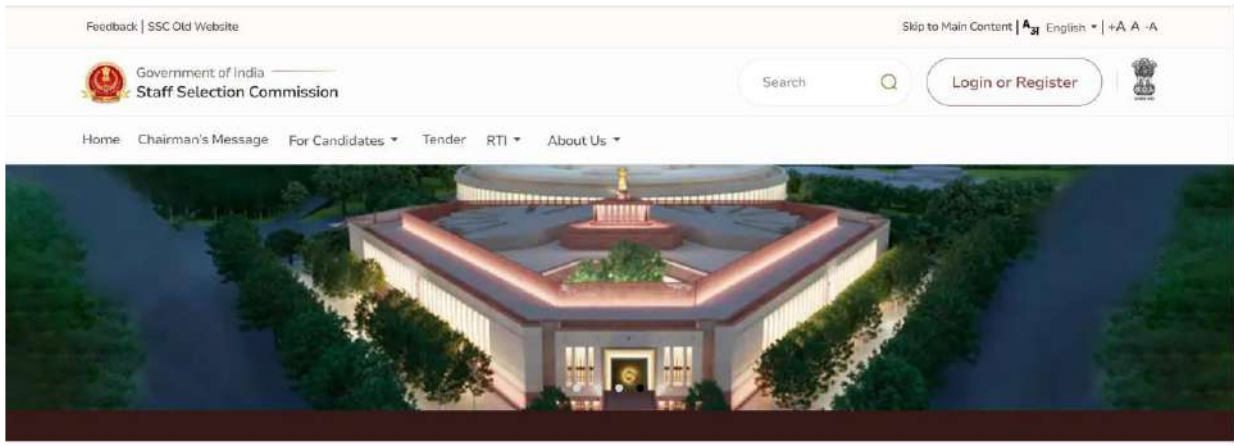 Feedback | SSC Old Website
Skip to Main Content | Aअ English | +A A -A
Government of India
Staff Selection Commission
Search
Login or Register
Home Chairman's Message For Candidates Tender RTI About Us